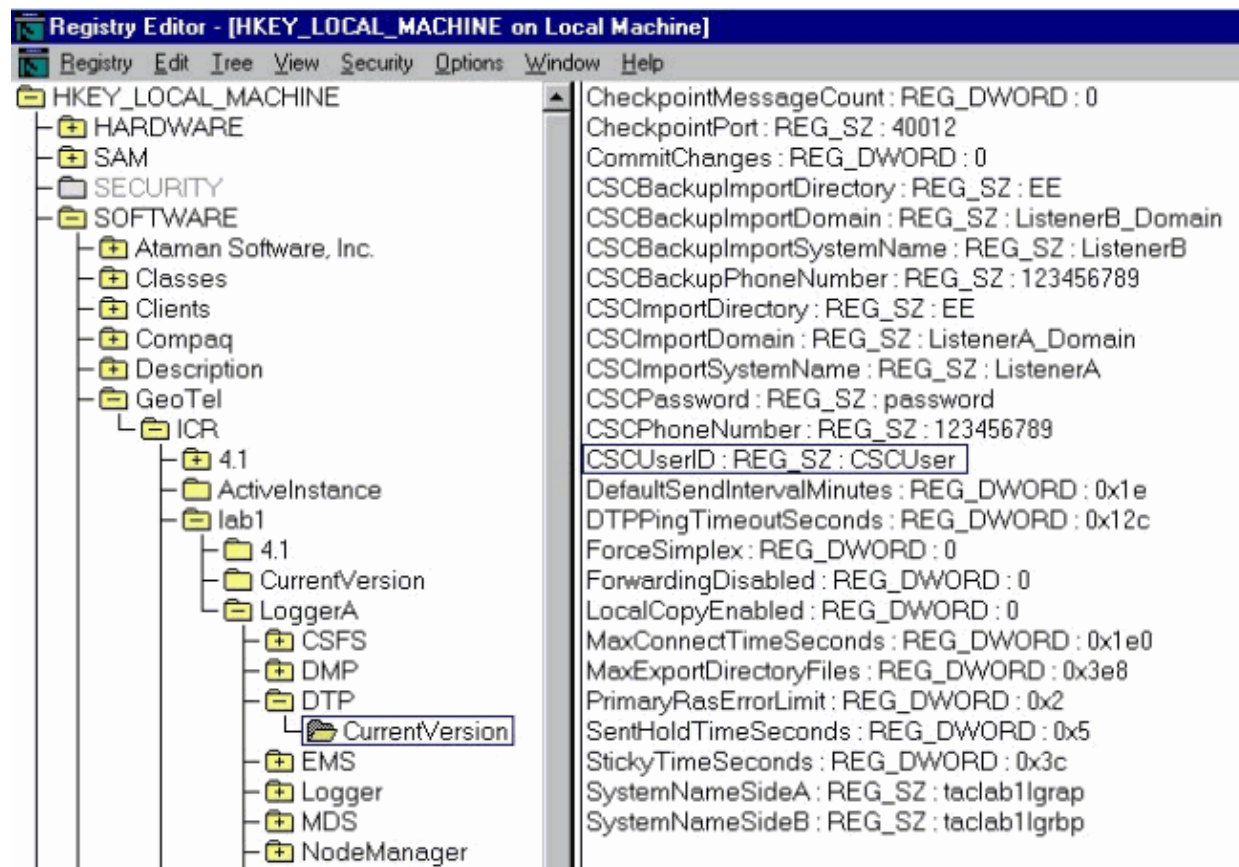 Registry Editor - [HKEY_LOCAL_MACHINE on Local Machine]
Registry Edit Tree View Security Options Window Help
HKEY_LOCAL_MACHINE
HARDWARE
SAM
SECURITY
SOFTWARE
Ataman Software, Inc.
Classes
Clients
Compaq
Description
GeoTel
ICR
4.1
ActiveInstance
lab1
4.1
CurrentVersion
LoggerA
CSFS
DMP
DTP
CurrentVersion
EMS
Logger
MDS
NodeManager
CheckpointMessageCount : REG_DWORD : 0
CheckpointPort : REG_SZ : 40012
CommitChanges : REG_DWORD : 0
CSCBackupImportDirectory : REG_SZ : EE
CSCBackupImportDomain : REG_SZ : ListenerB_Domain
CSCBackupImportSystemName : REG_SZ : ListenerB
CSCBackupPhoneNumber : REG_SZ : 123456789
CSCImportDirectory : REG_SZ : EE
CSCImportDomain : REG_SZ : ListenerA_Domain
CSCImportSystemName : REG_SZ : ListenerA
CSCPassword : REG_SZ : password
CSCPhoneNumber : REG_SZ : 123456789
CSCUserID : REG_SZ : CSCUser
DefaultSendIntervalMinutes : REG_DWORD : 0x1e
DTPPingTimeoutSeconds : REG_DWORD : 0x12c
ForceSimplex : REG_DWORD : 0
ForwardingDisabled : REG_DWORD : 0
LocalCopyEnabled : REG_DWORD : 0
MaxConnectTimeSeconds : REG_DWORD : 0x1e0
MaxExportDirectoryFiles : REG_DWORD : 0x3e8
PrimaryRasErrorLimit : REG_DWORD : 0x2
SentHoldTimeSeconds : REG_DWORD : 0x5
StickyTimeSeconds : REG_DWORD : 0x3c
SystemNameSideA : REG_SZ : taclab1lgrap
SystemNameSideB : REG_SZ : taclab1lgrbp